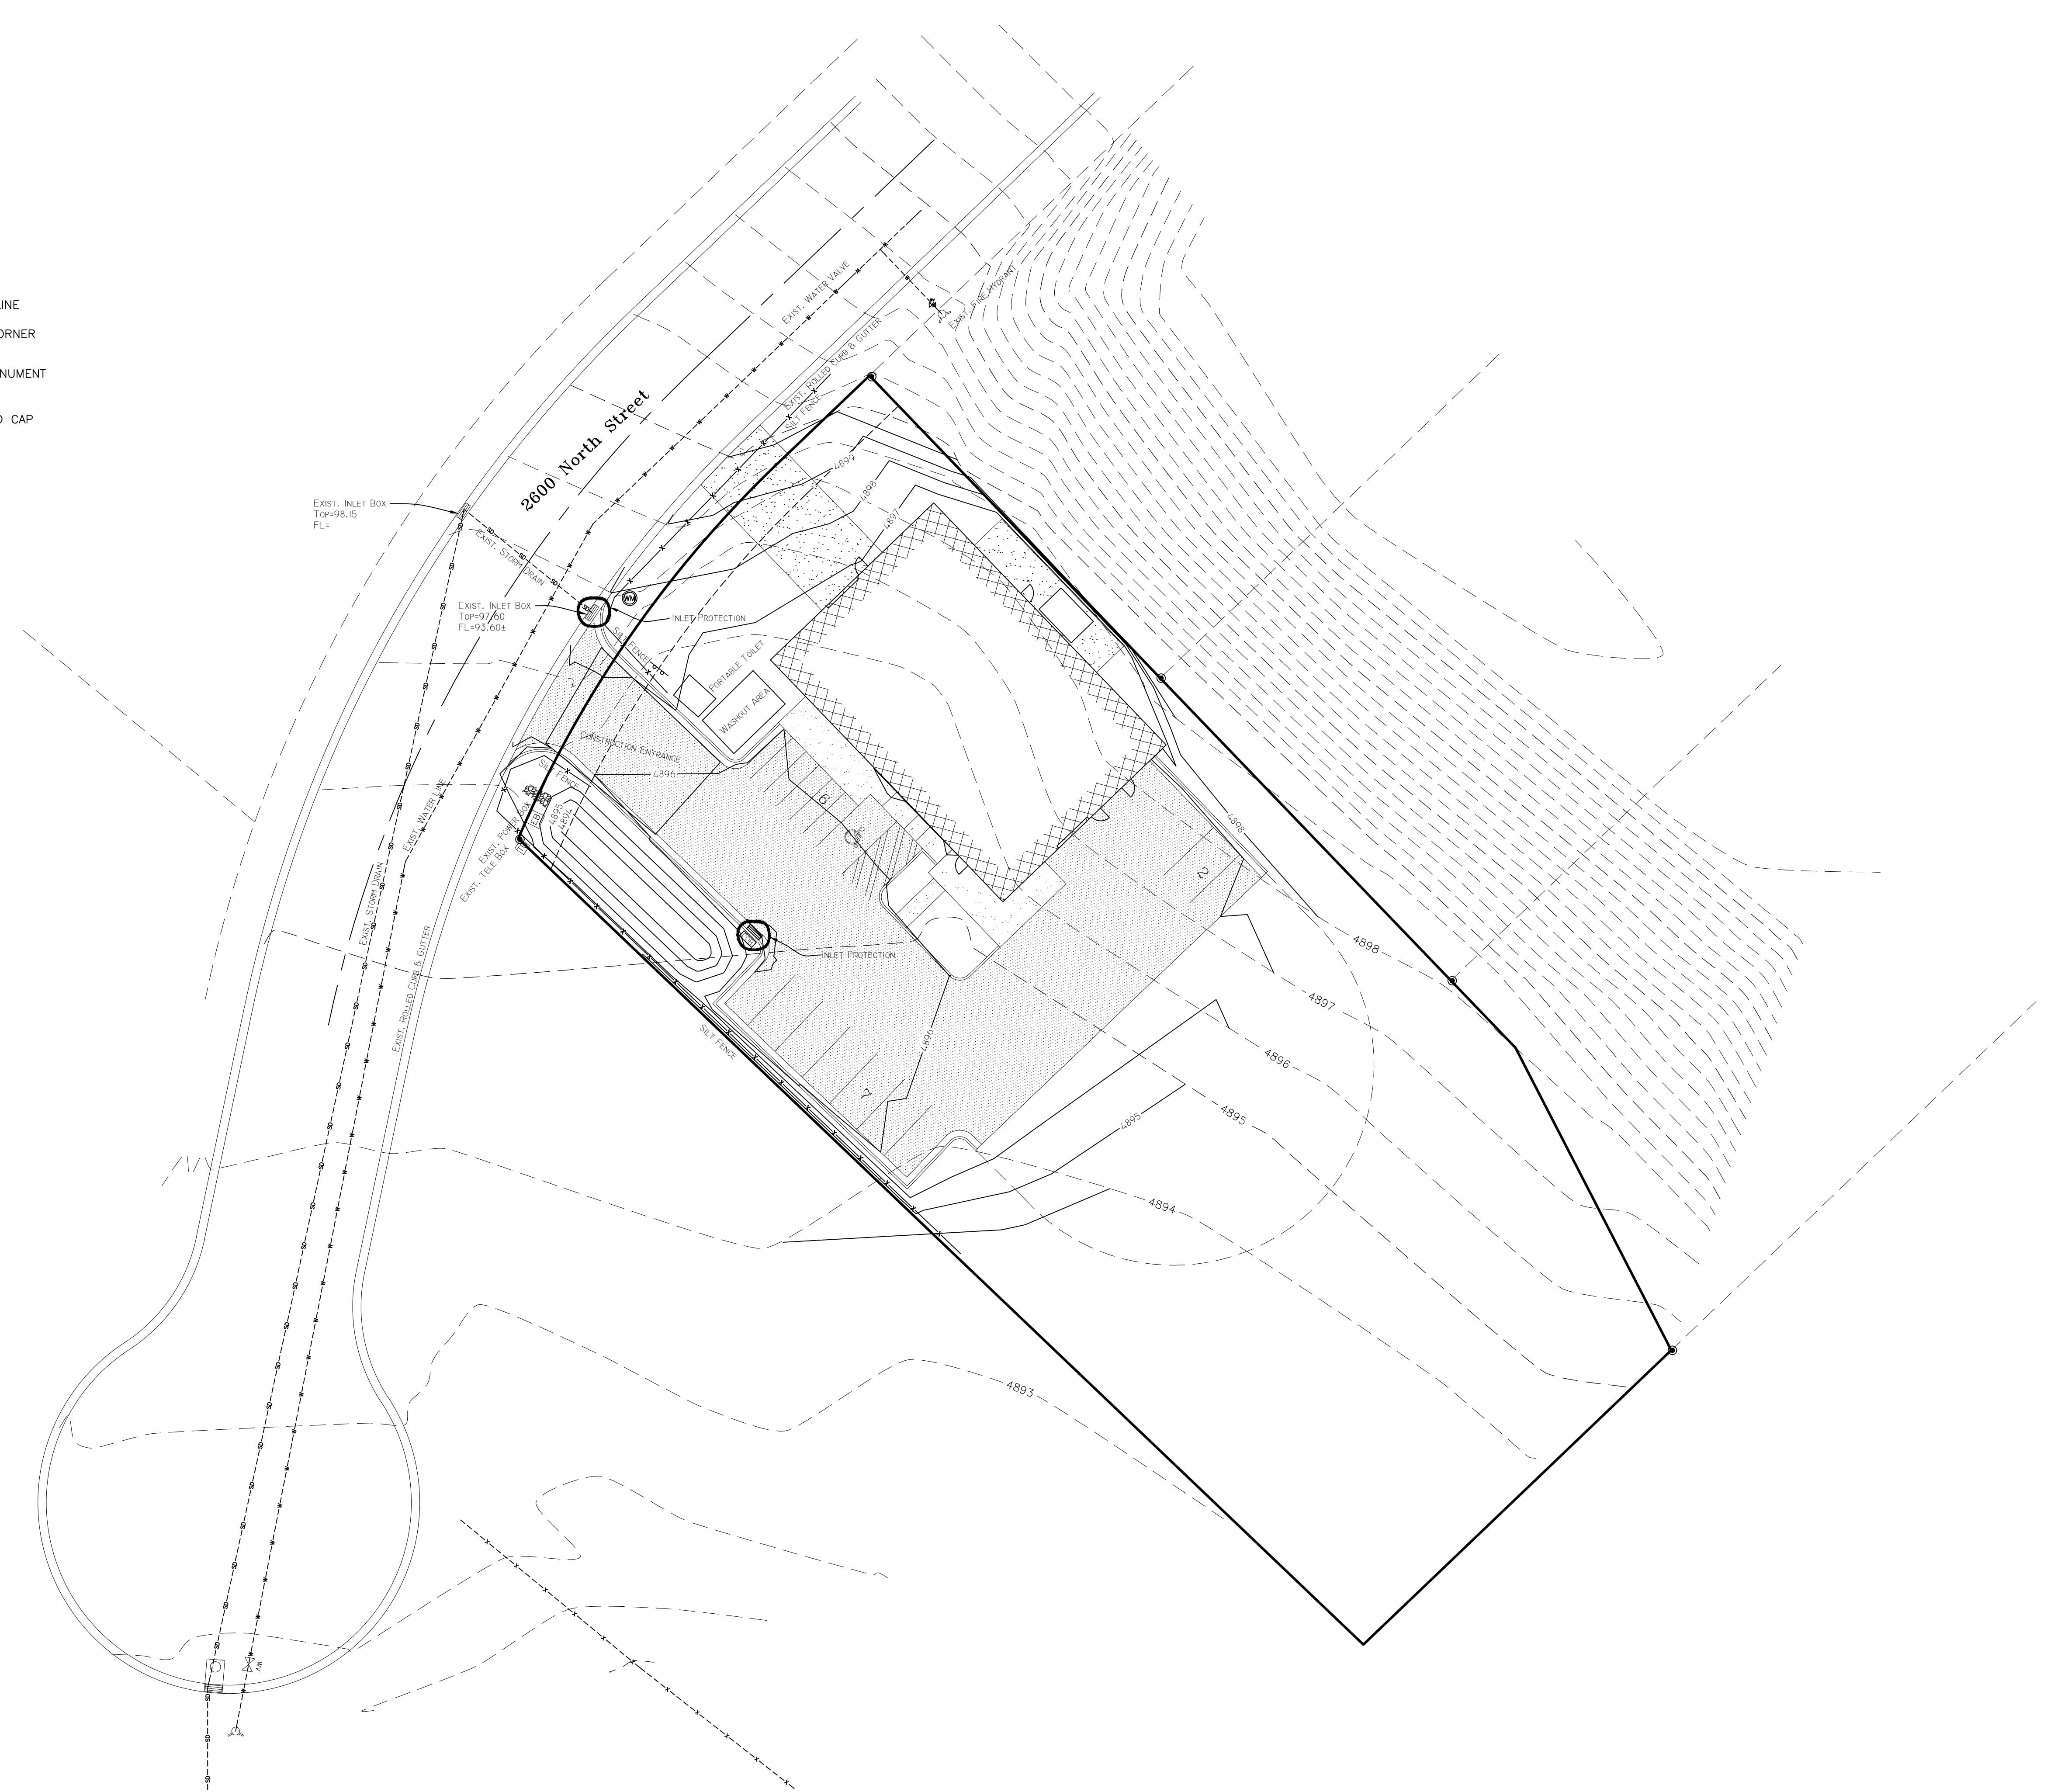 LINE
ORNER
NUMENT
CAP
2600 North Street
EXIST. WATER VALVE
EXIST. FIRE HYDRANT
EXIST. ROLLED CURB & GUTTER
SILT FENCE
4899
4898
4897
EXIST. INLET BOX
TOP=98.15
FL=
EXIST. STORM DRAIN
EXIST. INLET BOX
TOP=97.60
FL=93.60±
WM
INLET PROTECTION
SILT FENCE
PORTABLE TOILET
WASHOUT AREA
CONSTRUCTION ENTRANCE
4896
SILT FENCE
4895
4894
EXIST. POWER BOX
EXIST. TELE BOX
EXIST. WATER LINE
EXIST. STORM DRAIN
EXIST. ROLLED CURB & GUTTER
6
2
7
INLET PROTECTION
SILT FENCE
4896
4898
4898
4897
4896
4895
4895
4894
4893
WV